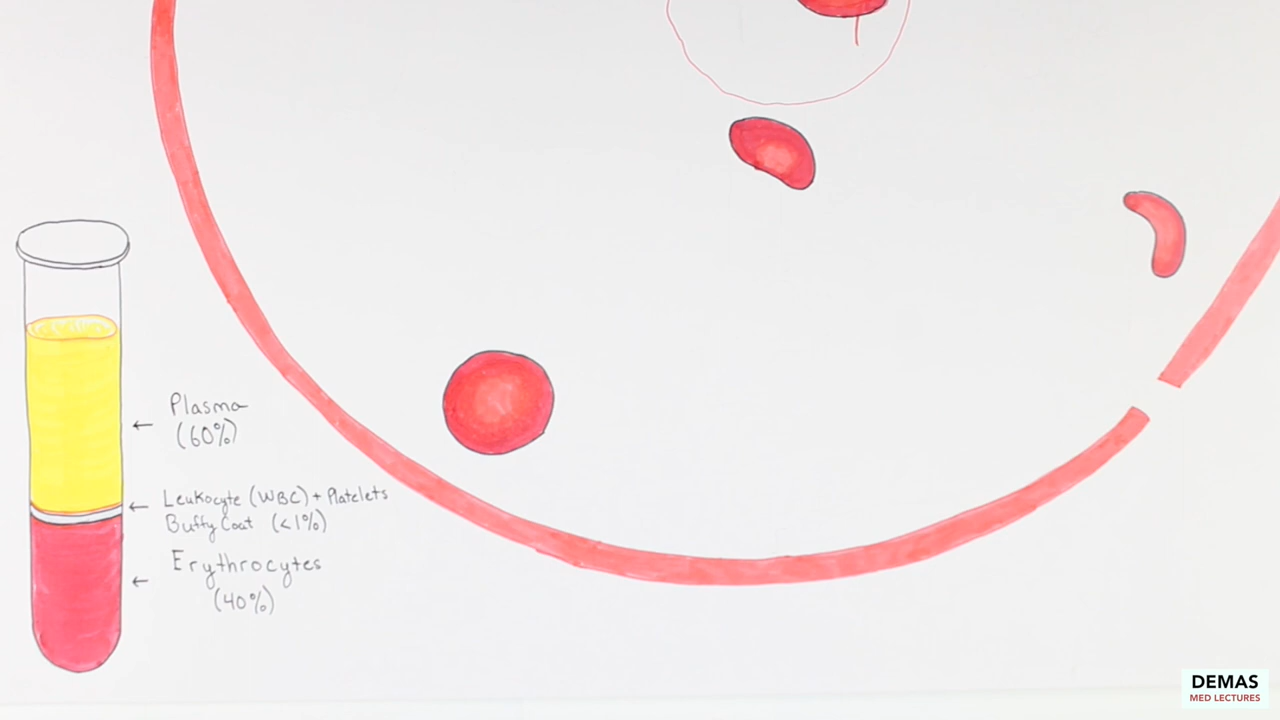 Plasma
(60%)
Leukocyte (WBC) + Platelets
Buffy Coat (<1%)
Erythrocytes
(40%)
DEMAS
MED LECTURES